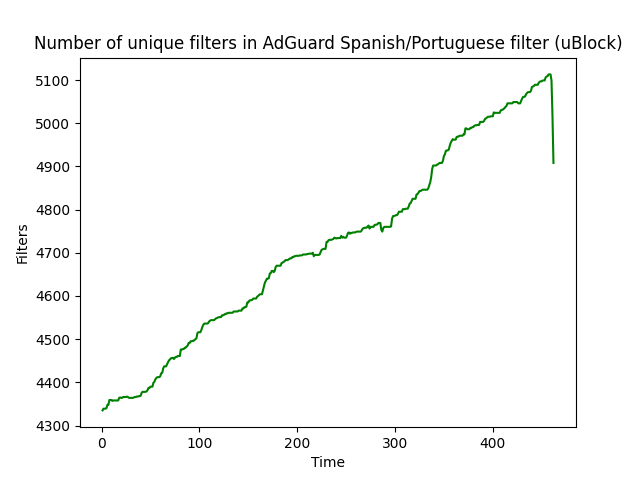 Number of unique filters in AdGuard Spanish/Portuguese filter (uBlock)
5100
5000
4900
4800
4700
4600
4500
4400
4300
Filters
0 100 200 300 400
Time